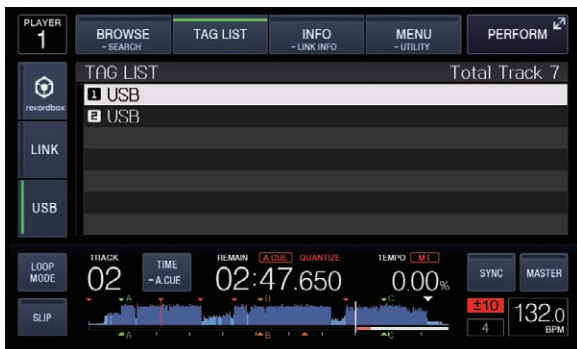 PLAYER
1
BROWSE
- SEARCH
TAG LIST
INFO
- LINK INFO
MENU
- UTILITY
PERFORM
rekordbox
LINK
USB
TAG LIST
Total Track 7
1 USB
2 USB
LOOP
MODE
SLIP
TRACK
02
TIME
- A.CUE
REMAIN
A.CUE
QUANTIZE
02:47.650
TEMPO
MT
0.00%
SYNC
MASTER
A
B
C
A
B
C
±10
4
132.0
BPM